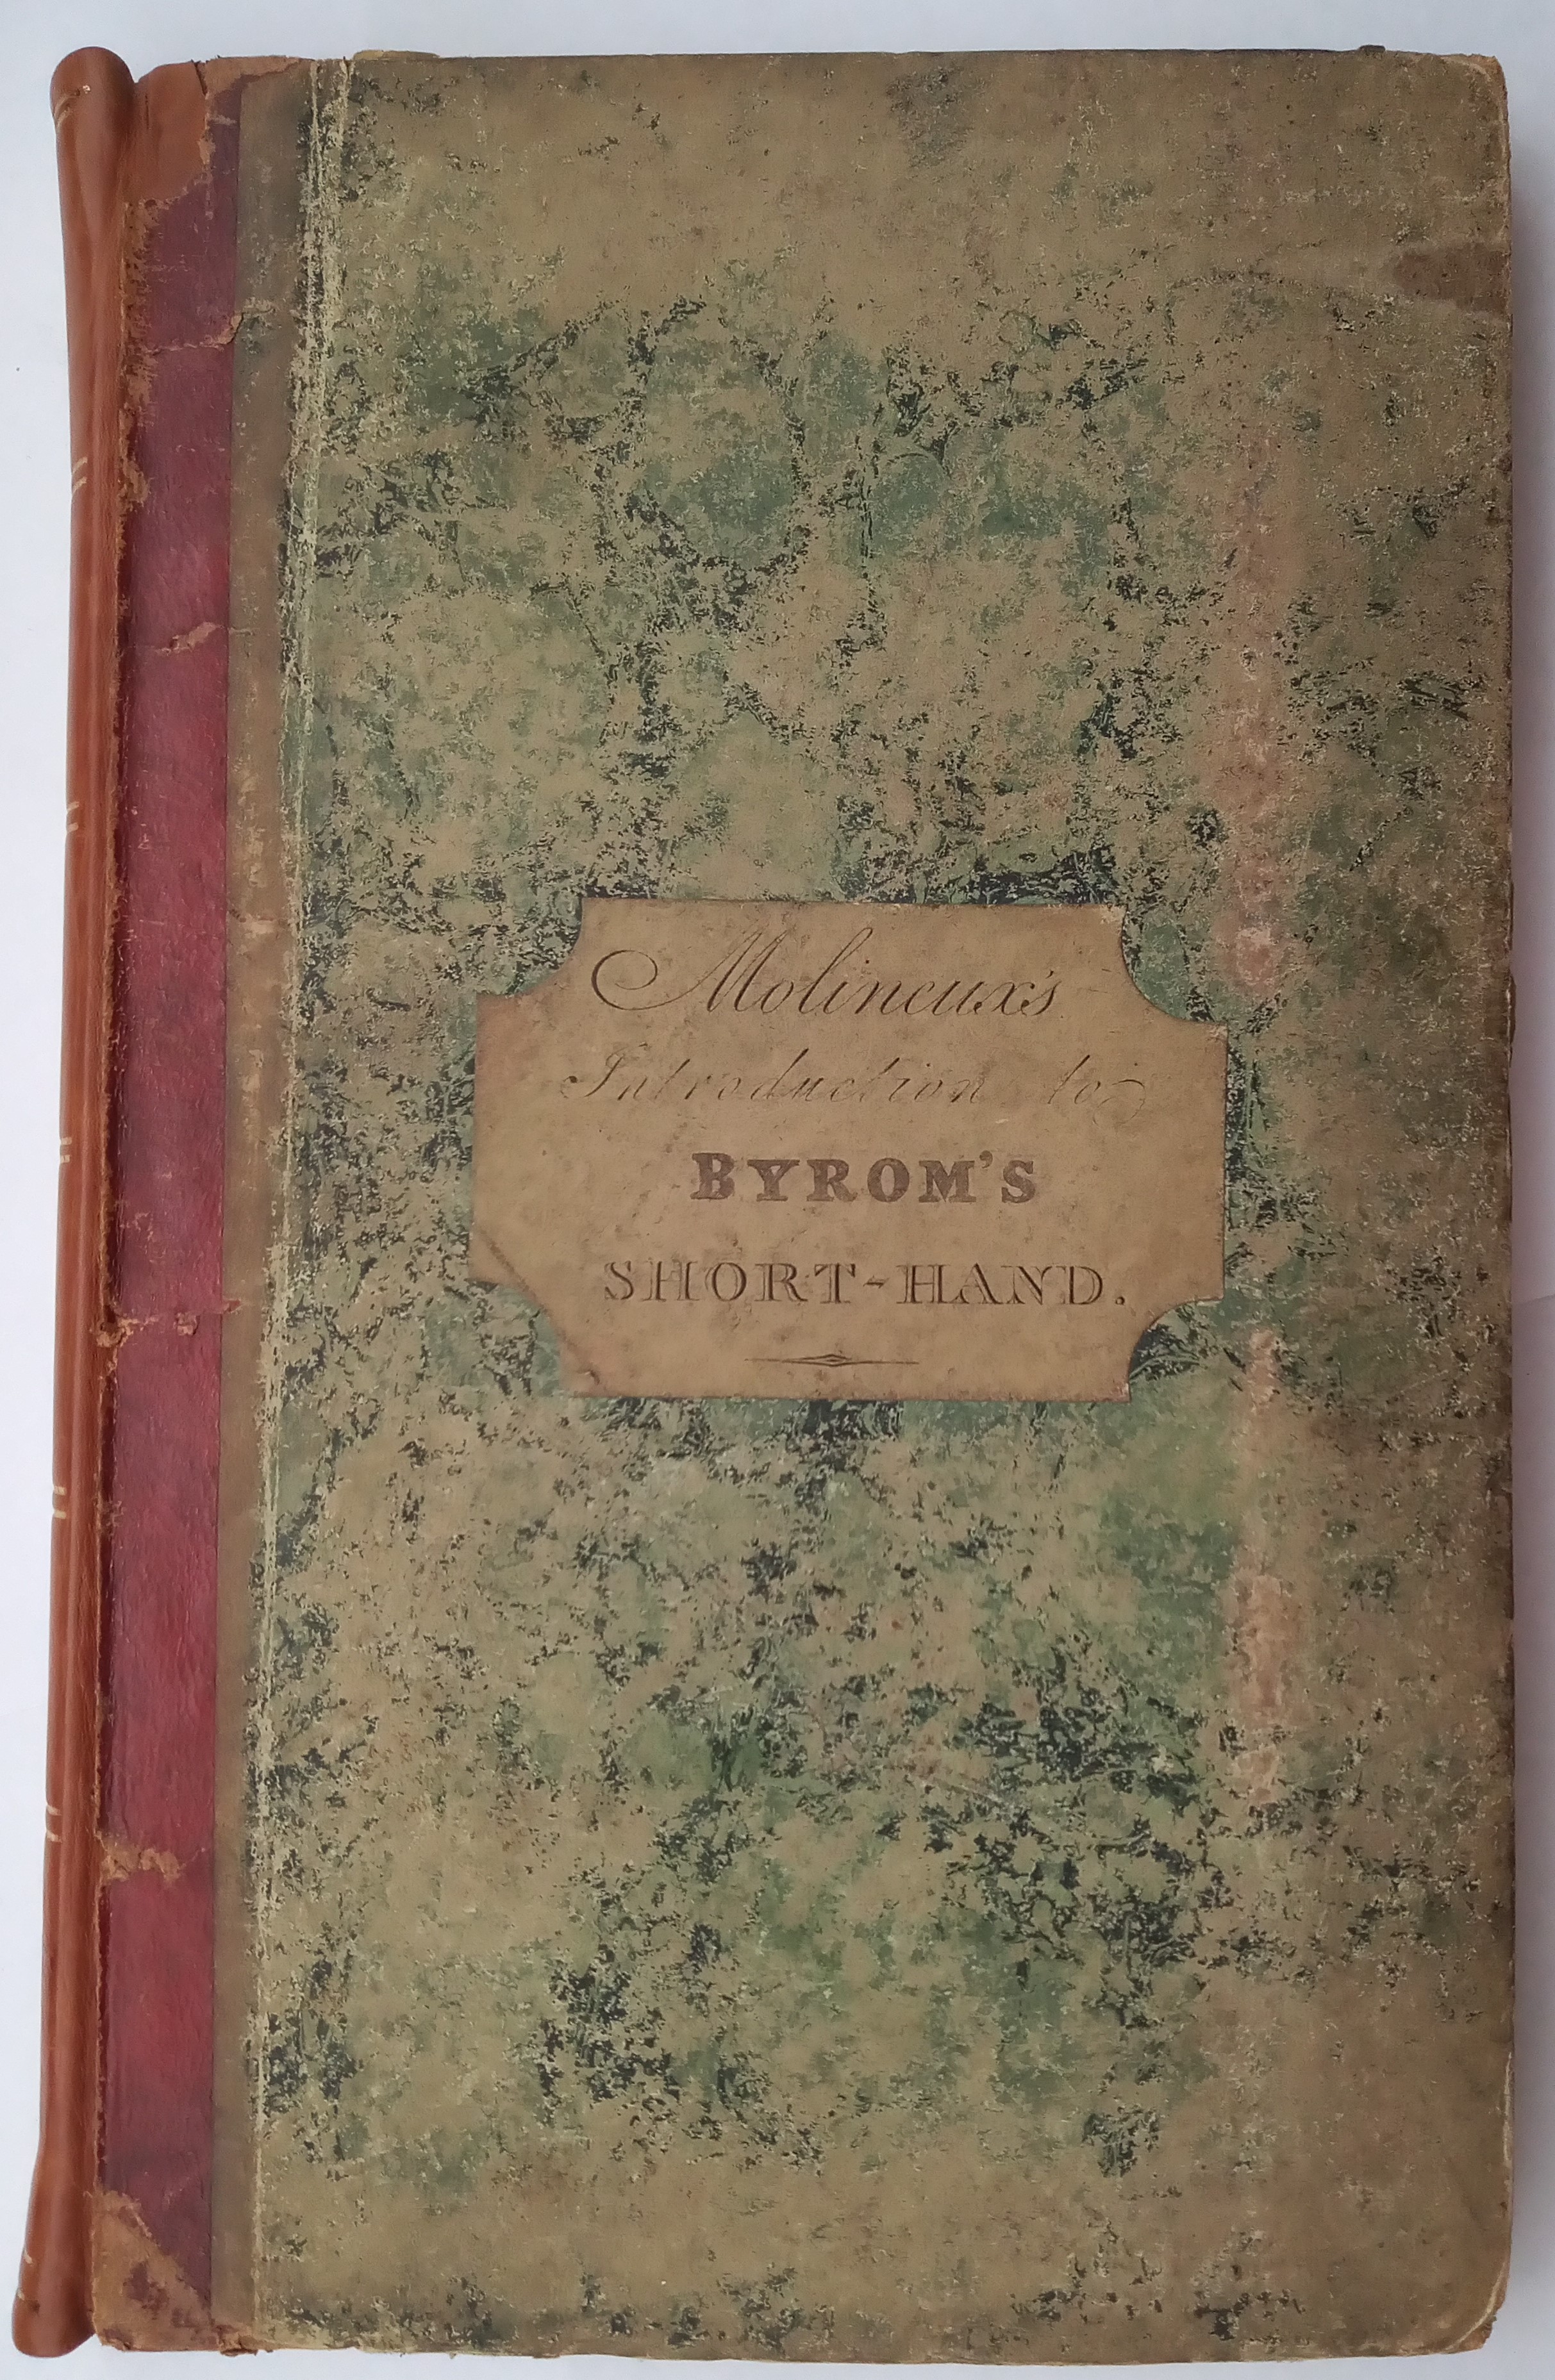 Molineux's
Introduction to
BYROM'S
SHORT-HAND.